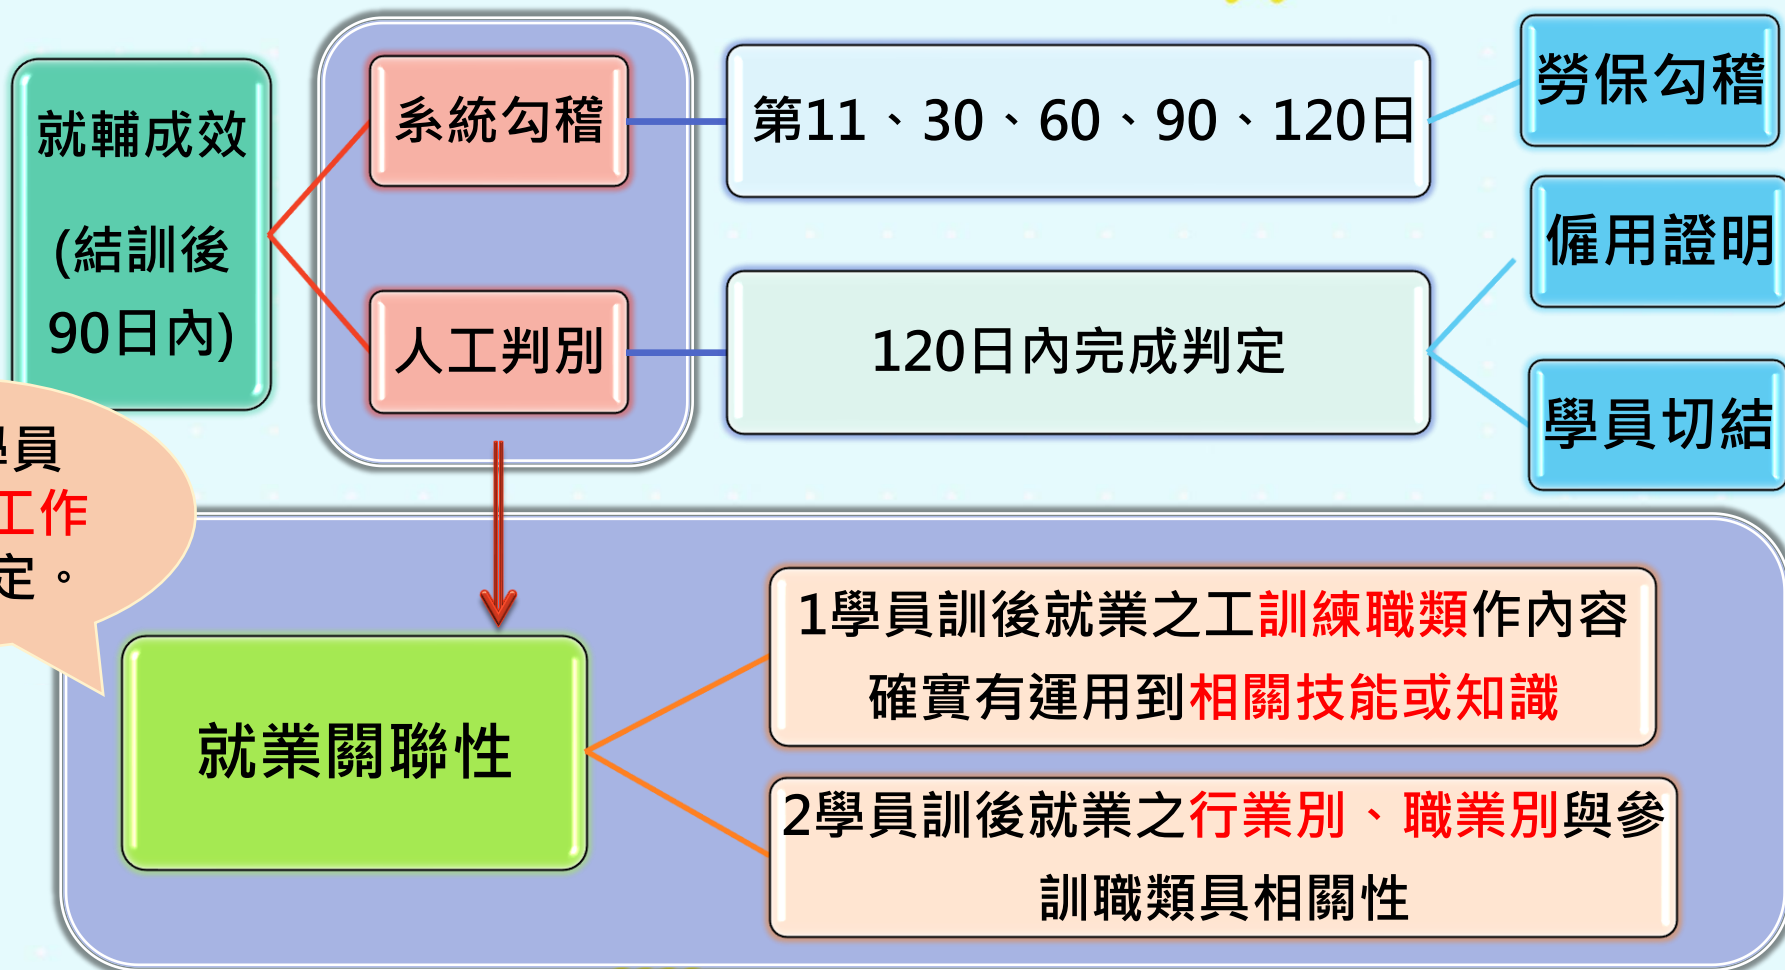 就輔成效
(結訓後
90日內)
系統勾稽
第11、30、60、90、120日
勞保勾稽
人工判別
120日內完成判定
僱用證明
學員切結
學員
工作
定。
就業關聯性
1學員訓後就業之工訓練職類作內容
確實有運用到相關技能或知識
2學員訓後就業之行業別、職業別與參
訓職類具相關性